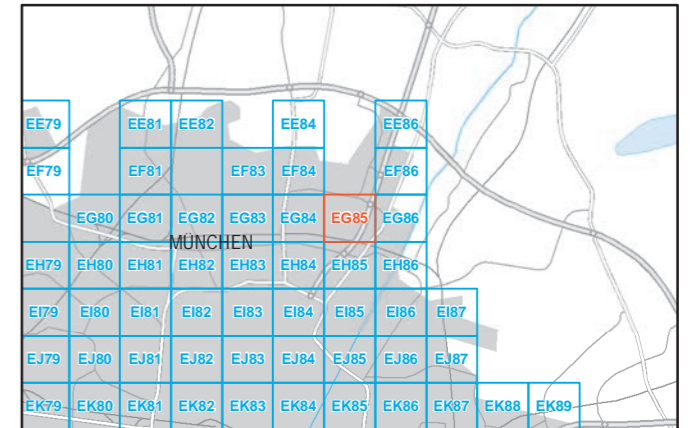 EE79 EE81 EE82 EE84 EE86
EF79 EF81 EF83 EF84 EF86
EG80 EG81 EG82 EG83 EG84 EG85 EG86
MÜNCHEN
EH79 EH80 EH81 EH82 EH83 EH84 EH85 EH86
EI79 EI80 EI81 EI82 EI83 EI84 EI85 EI86 EI87
EJ79 EJ80 EJ81 EJ82 EJ83 EJ84 EJ85 EJ86 EJ87
EK79 EK80 EK81 EK82 EK83 EK84 EK85 EK86 EK87 EK88 EK89